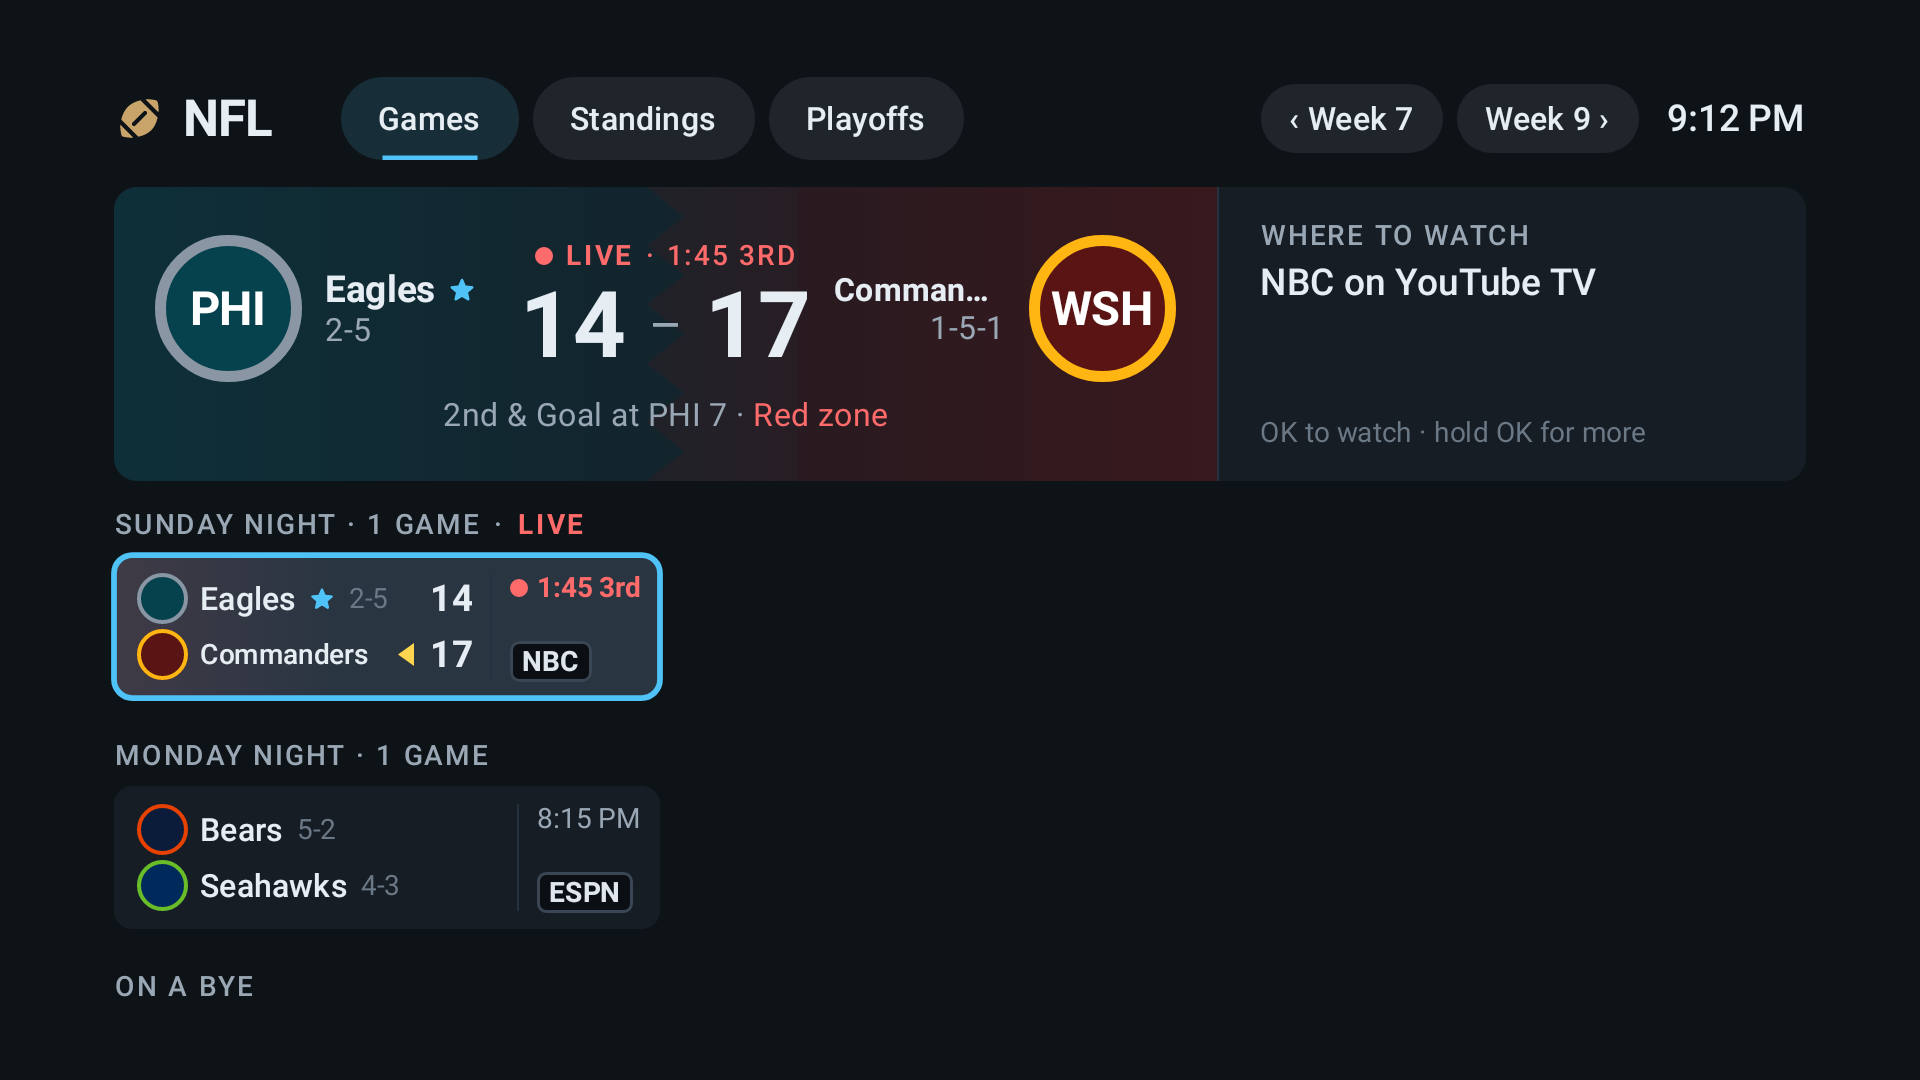 NFL
Games
Standings
Playoffs
‹ Week 7
Week 9 ›
9:12 PM
PHI
Eagles
2-5
LIVE · 1:45 3RD
14 – 17
2nd & Goal at PHI 7 · Red zone
Comman...
1-5-1
WSH
WHERE TO WATCH
NBC on YouTube TV
OK to watch · hold OK for more
SUNDAY NIGHT · 1 GAME · LIVE
Eagles 2-5 14
1:45 3rd
Commanders 17
NBC
MONDAY NIGHT · 1 GAME
Bears 5-2
8:15 PM
Seahawks 4-3
ESPN
ON A BYE